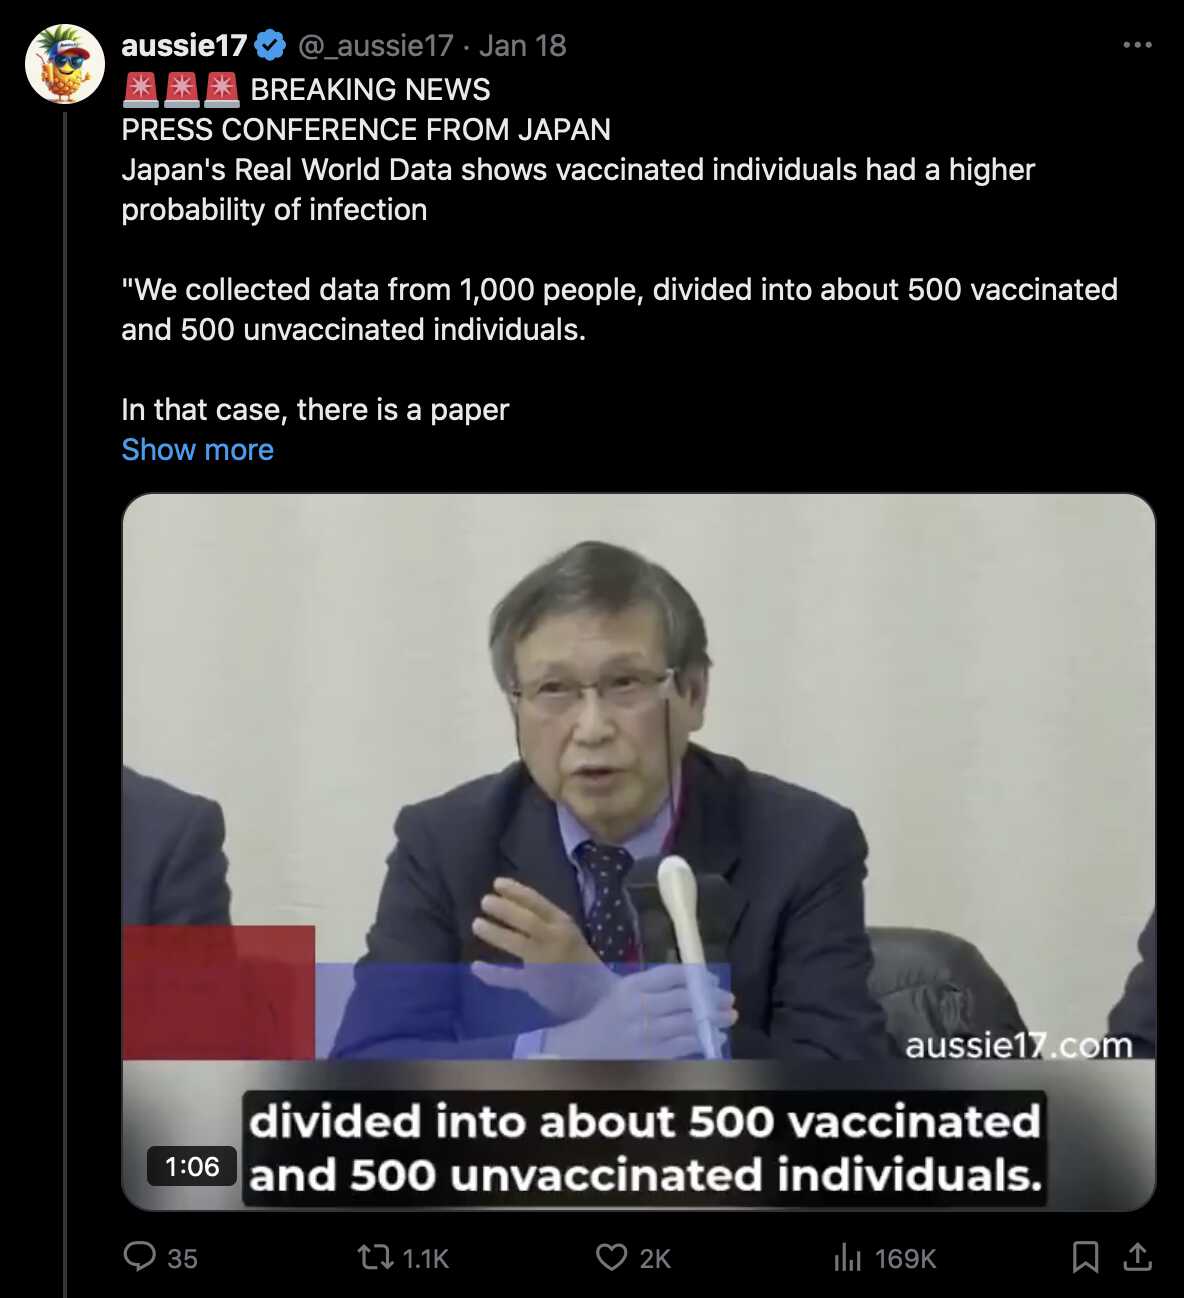 aussie17 @_aussie17 · Jan 18
🚨🚨🚨 BREAKING NEWS
PRESS CONFERENCE FROM JAPAN
Japan's Real World Data shows vaccinated individuals had a higher
probability of infection
"We collected data from 1,000 people, divided into about 500 vaccinated
and 500 unvaccinated individuals.
In that case, there is a paper
Show more
aussie17.com
divided into about 500 vaccinated
and 500 unvaccinated individuals.
1:06
35 1.1K 2K 169K